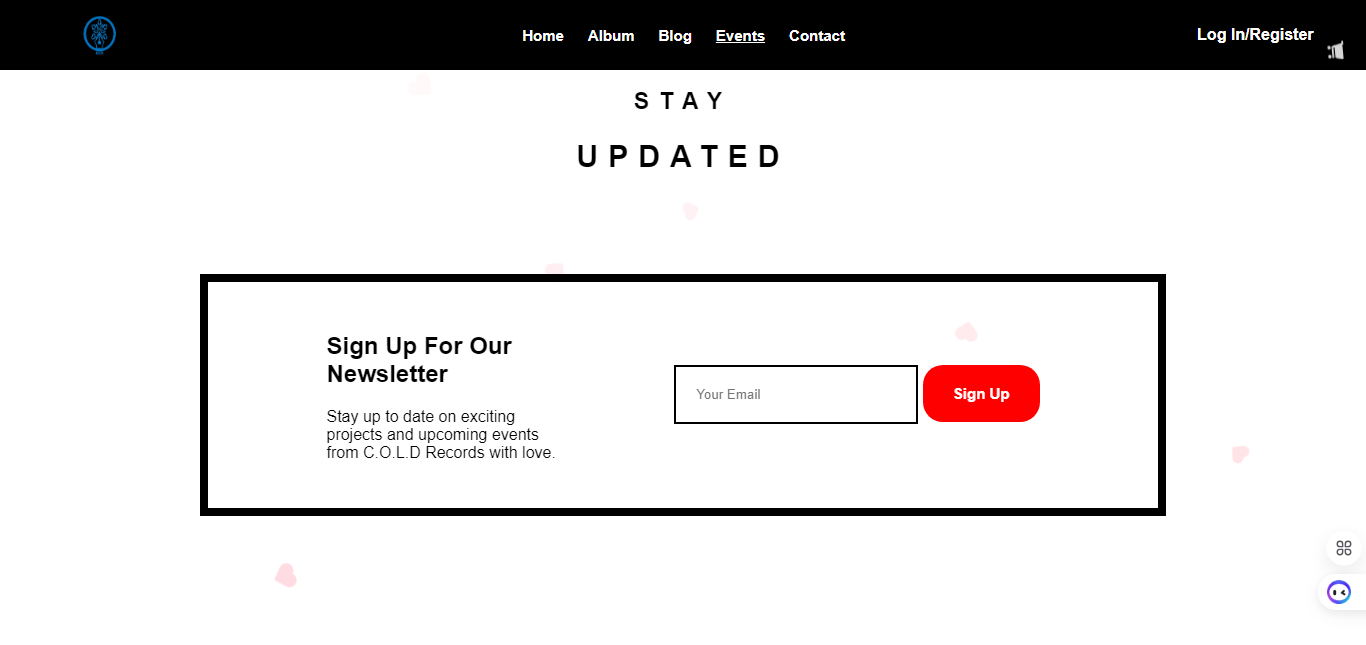 Home Album Blog Events Contact
Log In/Register
STAY
UPDATED
Sign Up For Our
Newsletter
Stay up to date on exciting
projects and upcoming events
from C.O.L.D Records with love.
Your Email
Sign Up